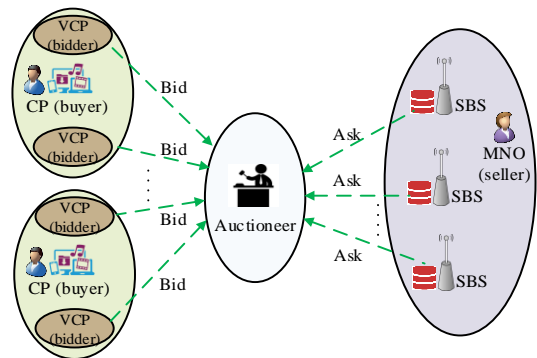 VCP
(bidder)
CP (buyer)
VCP
(bidder)
VCP
(bidder)
CP (buyer)
VCP
(bidder)
Bid
Bid
Bid
Bid
Auctioneer
Ask
Ask
Ask
SBS
SBS
SBS
MNO
(seller)